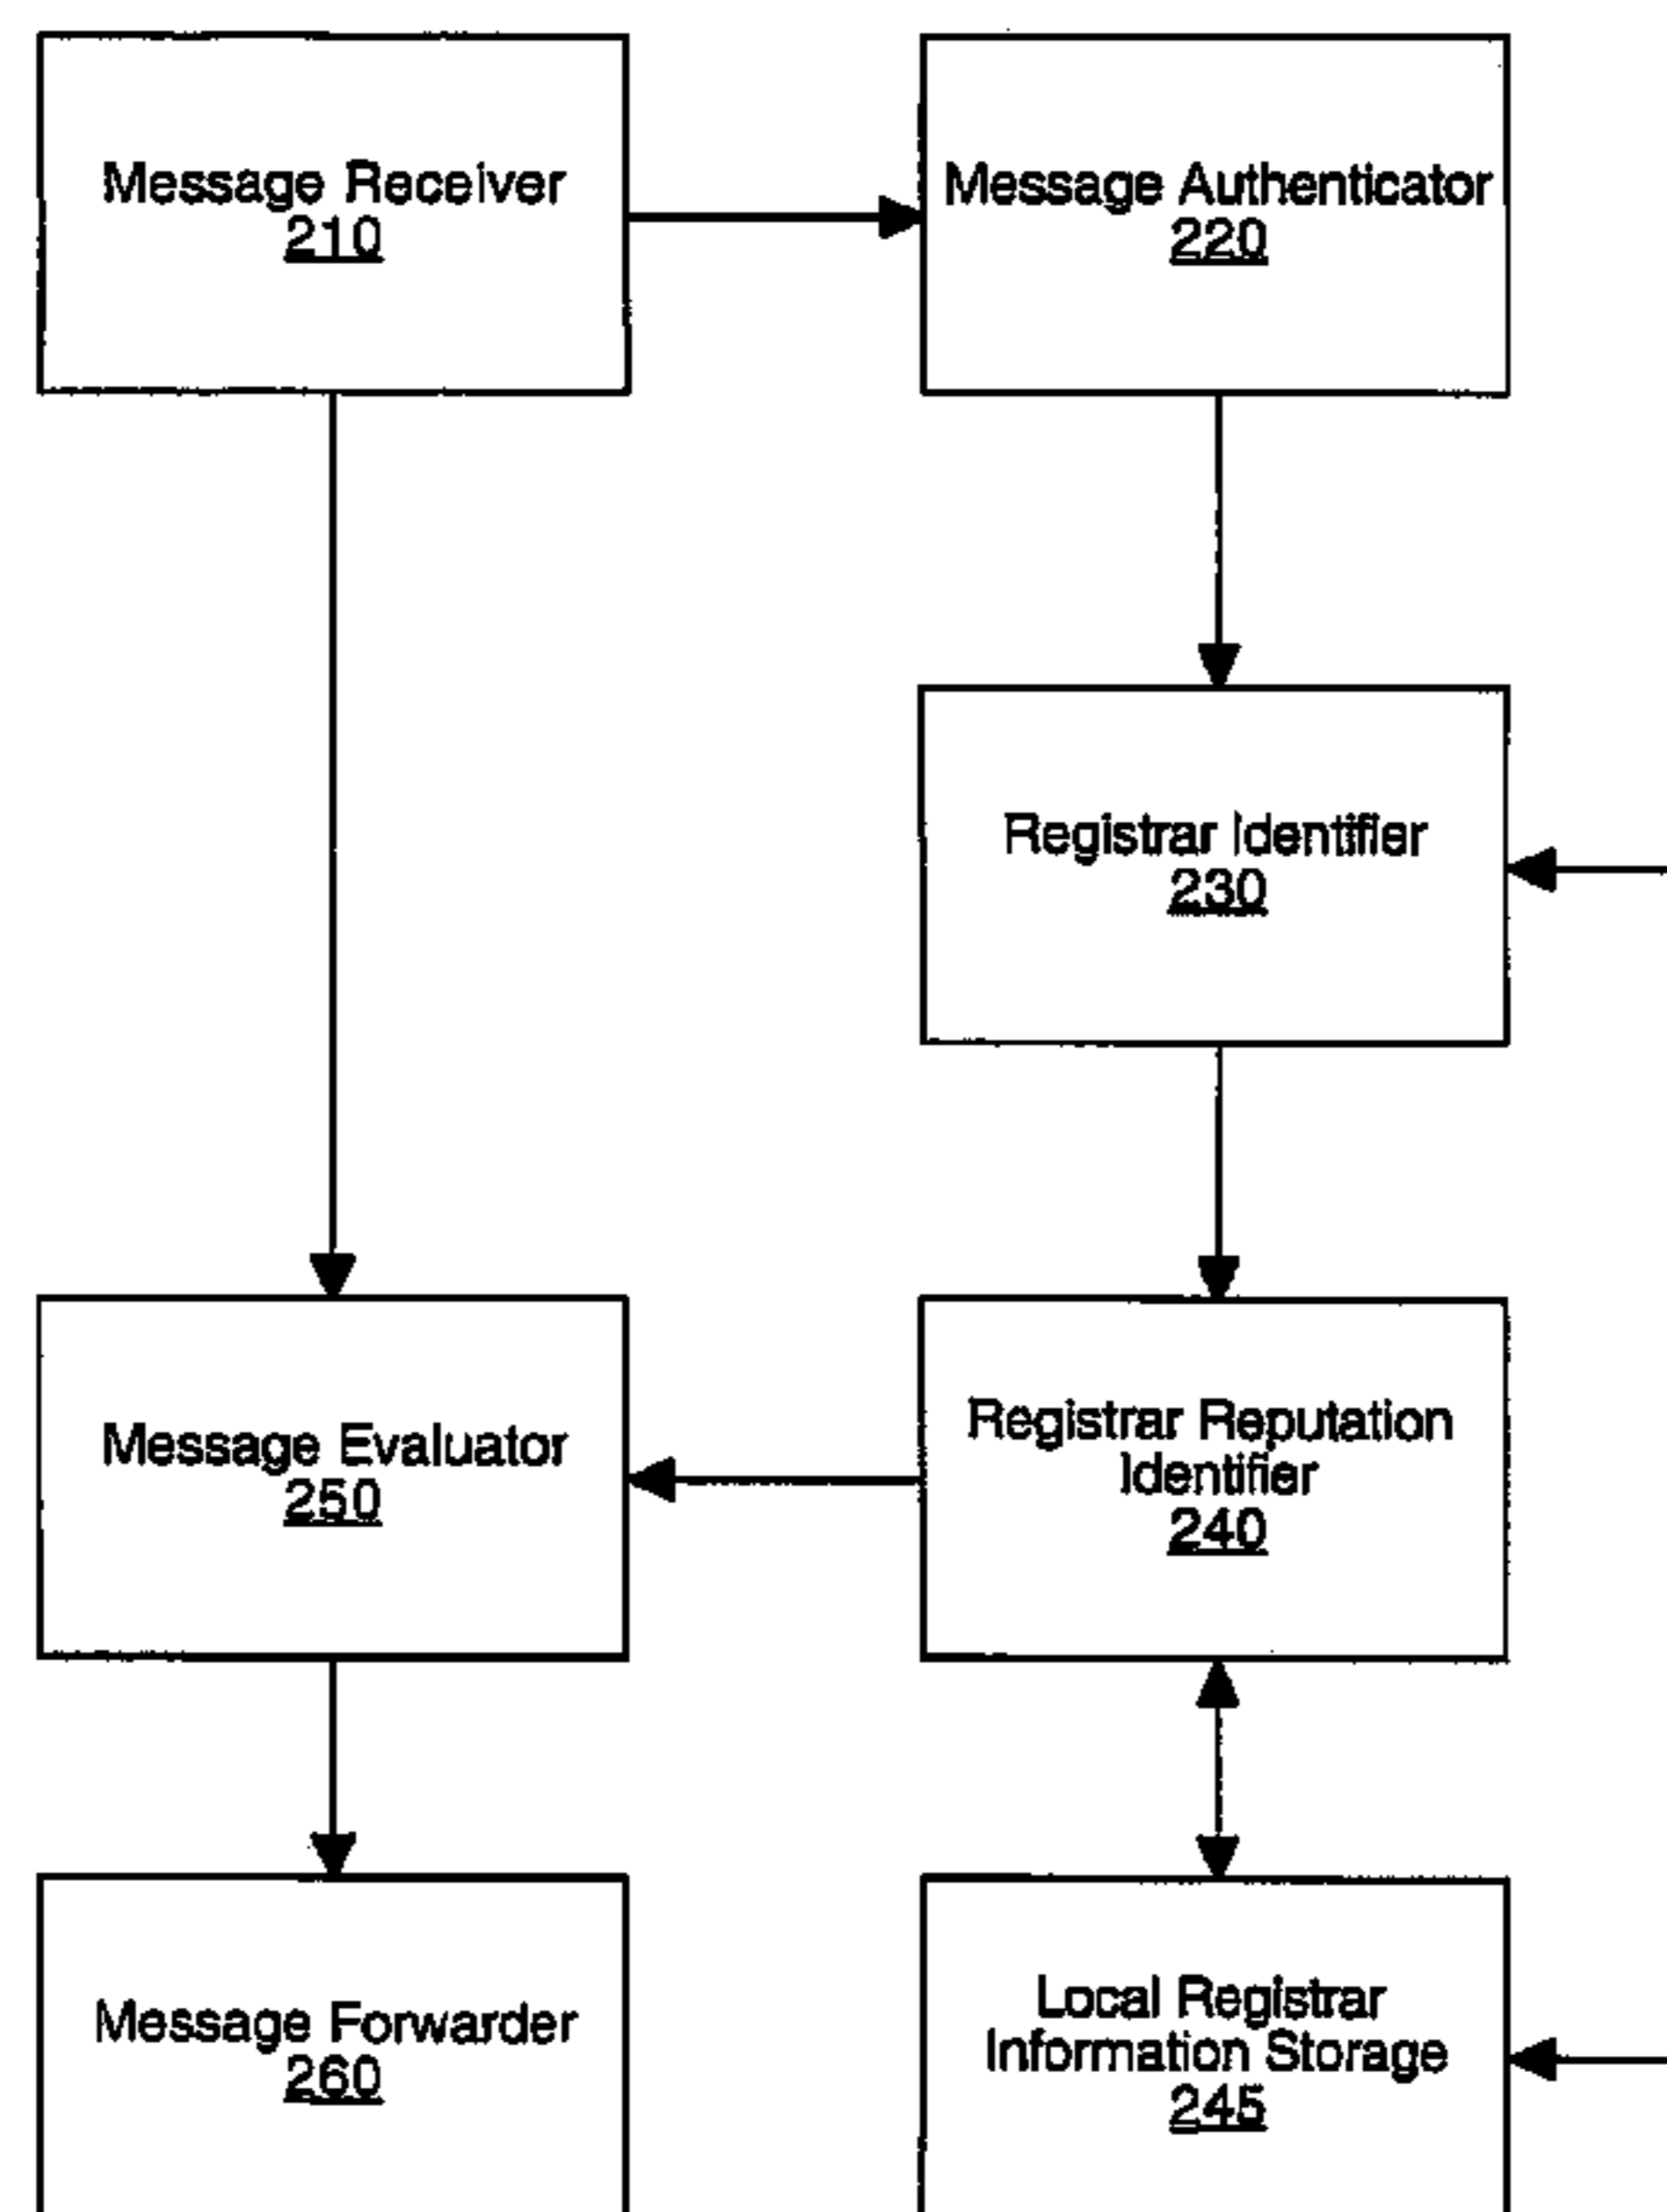 Message Receiver
210
Message Authenticator
220
Registrar Identifier
230
Message Evaluator
250
Registrar Reputation
Identifier
240
Message Forwarder
260
Local Registrar
Information Storage
245